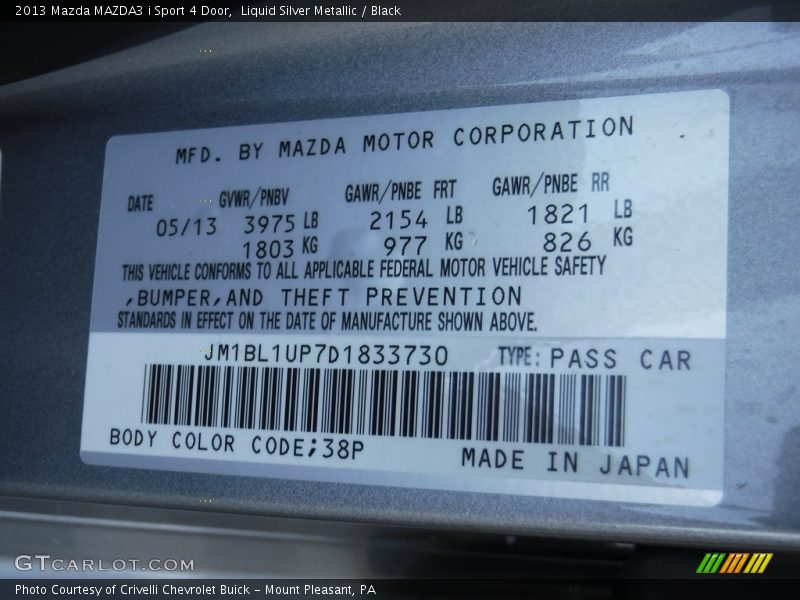 2013 Mazda MAZDA3 i Sport 4 Door,  Liquid Silver Metallic / Black
MFD. BY MAZDA MOTOR CORPORATION
DATE GVWR/PNBV GAWR/PNBE FRT GAWR/PNBE RR
05/13 3975 LB 2154 LB 1821 LB
1803 KG 977 KG 826 KG
THIS VEHICLE CONFORMS TO ALL APPLICABLE FEDERAL MOTOR VEHICLE SAFETY
,BUMPER,AND THEFT PREVENTION
STANDARDS IN EFFECT ON THE DATE OF MANUFACTURE SHOWN ABOVE.
JM1BL1UP7D1833730 TYPE: PASS CAR
BODY COLOR CODE;38P MADE IN JAPAN
GTCARLOT.COM
Photo Courtesy of Crivelli Chevrolet Buick - Mount Pleasant, PA